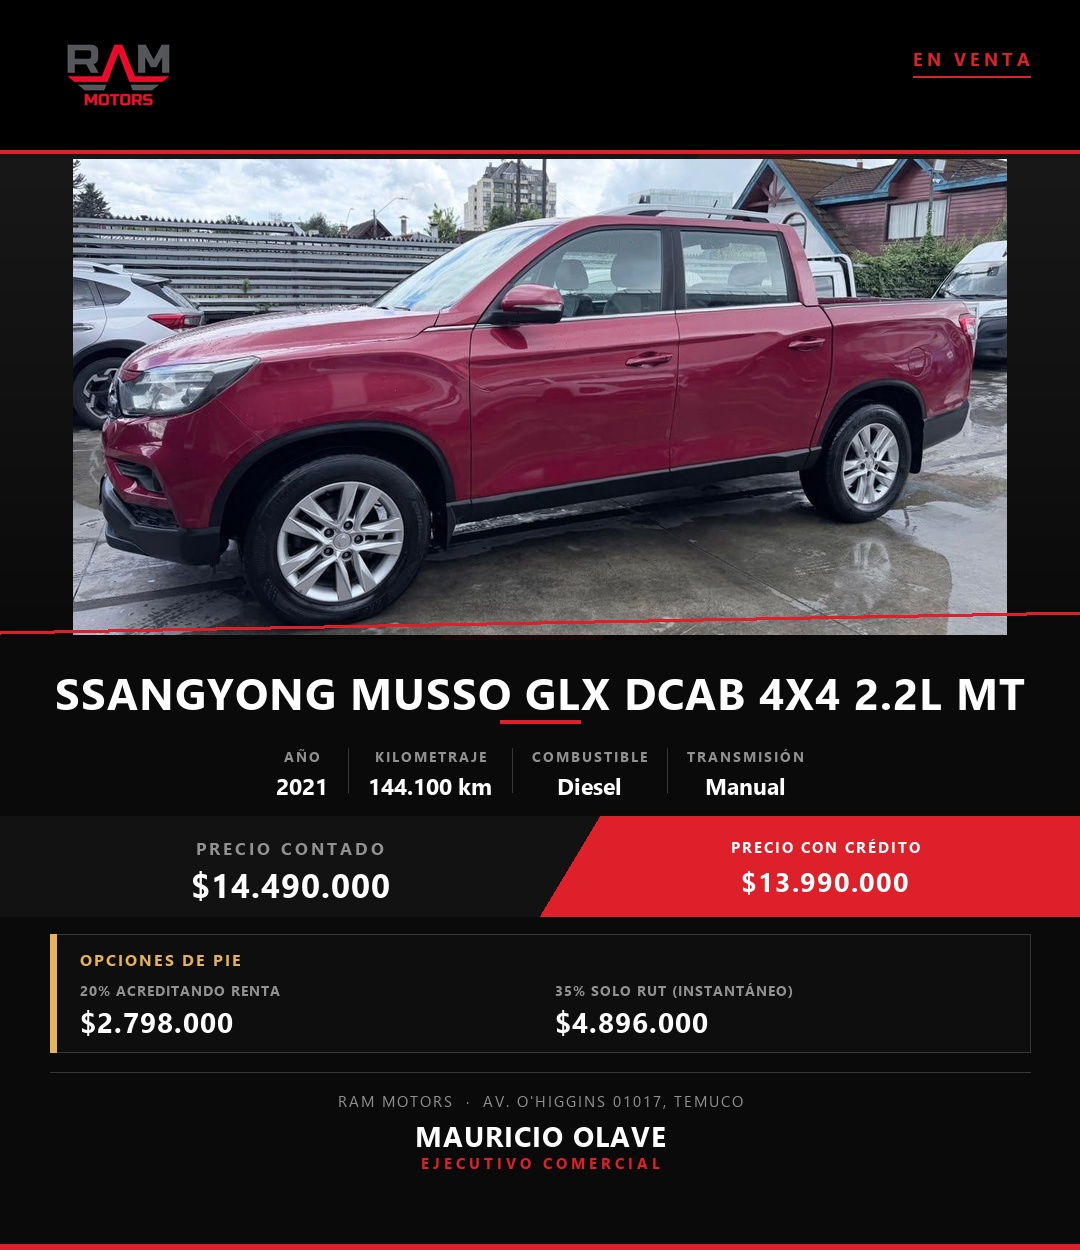 RAM
MOTORS
EN VENTA
SSANGYONG MUSSO GLX DCAB 4X4 2.2L MT
AÑO
2021
KILOMETRAJE
144.100 km
COMBUSTIBLE
Diesel
TRANSMISIÓN
Manual
PRECIO CONTADO
$14.490.000
PRECIO CON CRÉDITO
$13.990.000
OPCIONES DE PIE
20% ACREDITANDO RENTA
$2.798.000
35% SOLO RUT (INSTANTÁNEO)
$4.896.000
RAM MOTORS · AV. O'HIGGINS 01017, TEMUCO
MAURICIO OLAVE
EJECUTIVO COMERCIAL